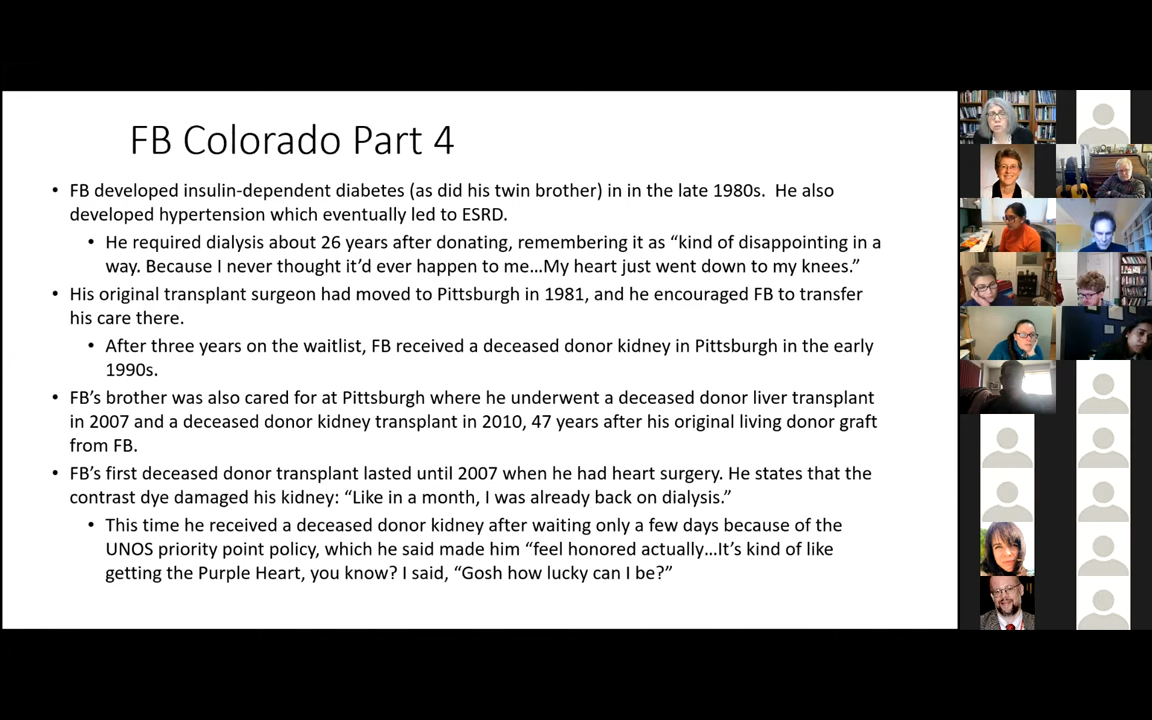 FB Colorado Part 4
• FB developed insulin-dependent diabetes (as did his twin brother) in in the late 1980s.  He also
developed hypertension which eventually led to ESRD.
• He required dialysis about 26 years after donating, remembering it as “kind of disappointing in a
way. Because I never thought it’d ever happen to me…My heart just went down to my knees.”
• His original transplant surgeon had moved to Pittsburgh in 1981, and he encouraged FB to transfer
his care there.
• After three years on the waitlist, FB received a deceased donor kidney in Pittsburgh in the early
1990s.
• FB’s brother was also cared for at Pittsburgh where he underwent a deceased donor liver transplant
in 2007 and a deceased donor kidney transplant in 2010, 47 years after his original living donor graft
from FB.
• FB’s first deceased donor transplant lasted until 2007 when he had heart surgery. He states that the
contrast dye damaged his kidney: “Like in a month, I was already back on dialysis.”
• This time he received a deceased donor kidney after waiting only a few days because of the
UNOS priority point policy, which he said made him “feel honored actually…It’s kind of like
getting the Purple Heart, you know? I said, “Gosh how lucky can I be?”